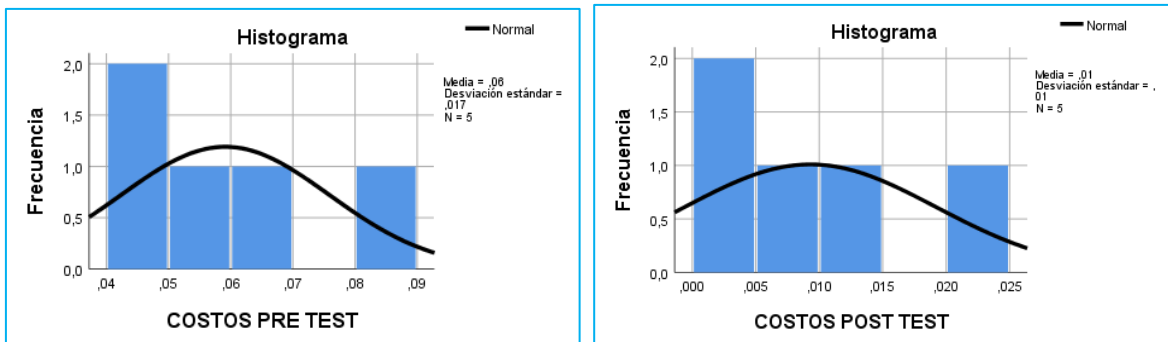 Histograma
Normal
Media = ,06
Desviación estándar =
,017
N = 5
Frecuencia
2,0
1,5
1,0
0,5
0,0
,04 ,05 ,06 ,07 ,08 ,09
COSTOS PRE TEST
Histograma
Normal
Media = ,01
Desviación estándar = ,
01
N = 5
Frecuencia
2,0
1,5
1,0
0,5
0,0
,000 ,005 ,010 ,015 ,020 ,025
COSTOS POST TEST